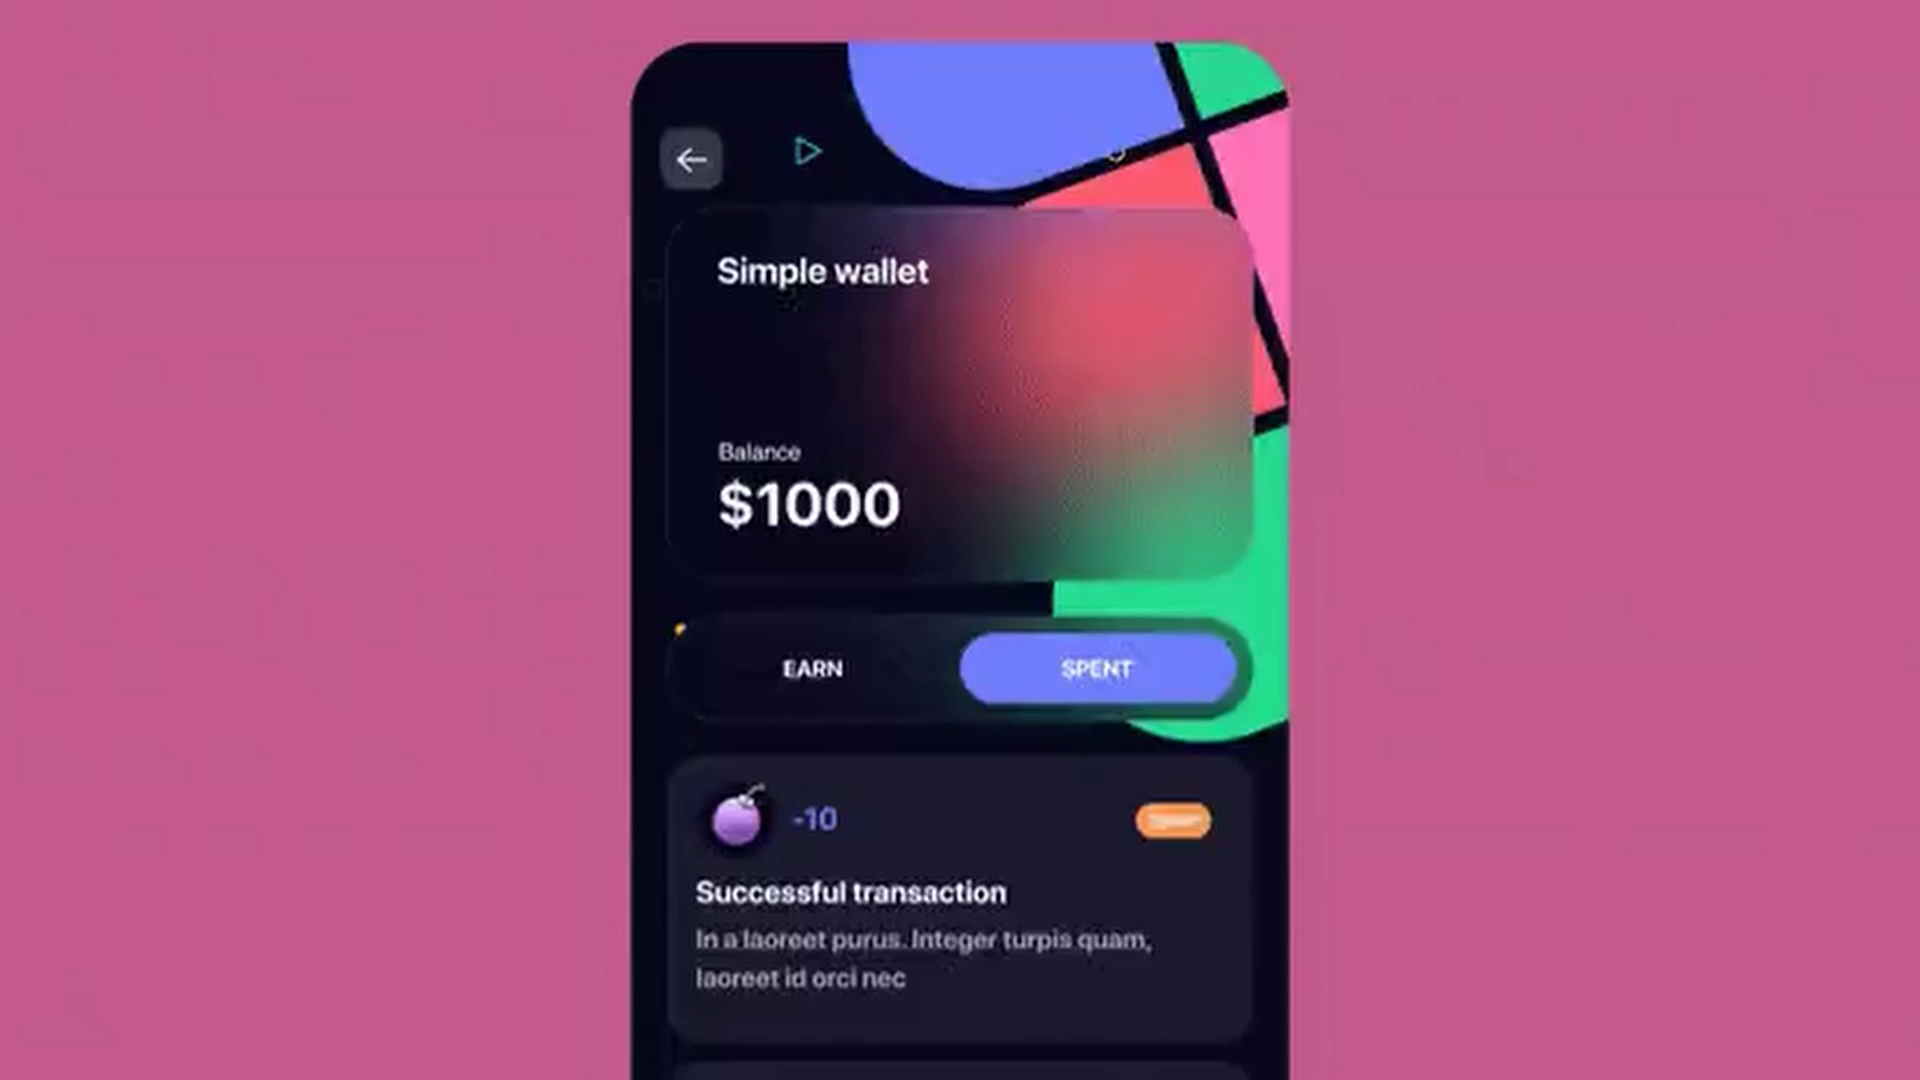 Simple wallet
Balance
$1000
EARN
SPENT
-10
Successful transaction
In a laoreet purus. Integer turpis quam,
laoreet id orci nec